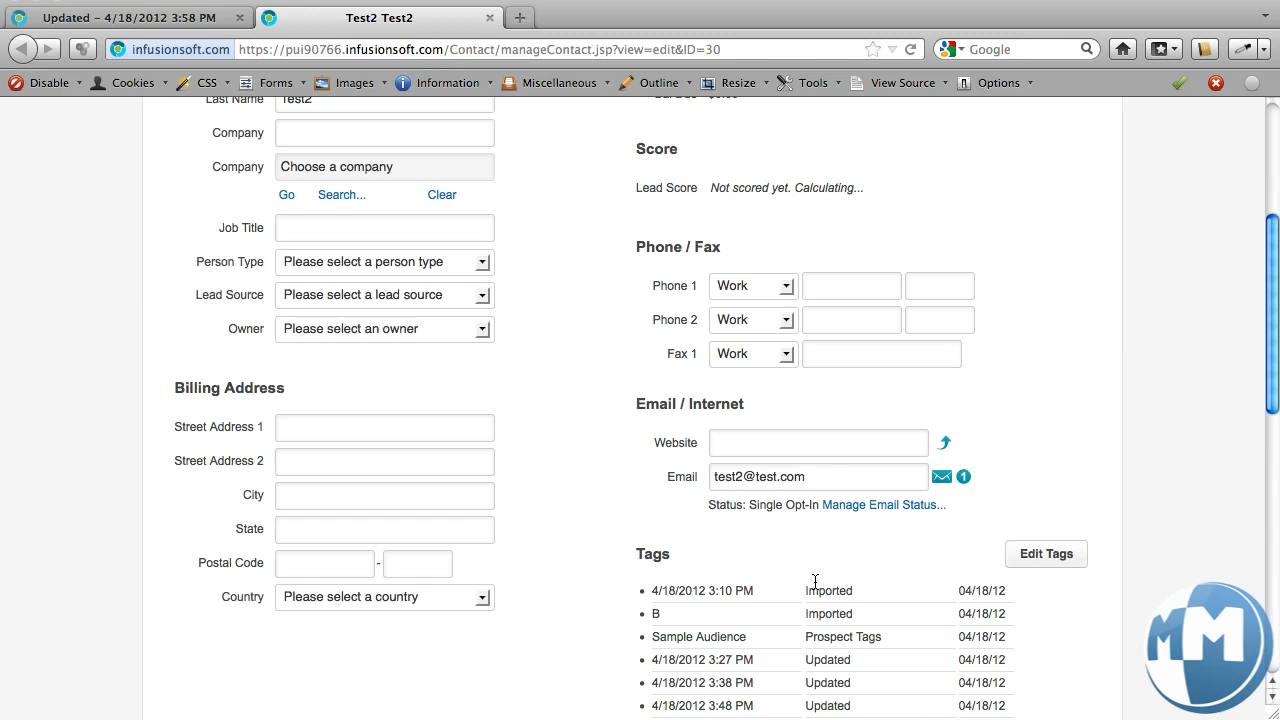 Updated – 4/18/2012 3:58 PM
Test2 Test2
infusionsoft.com
https://pui90766.infusionsoft.com/Contact/manageContact.jsp?view=edit&ID=30
Google
Disable
Cookies
CSS
Forms
Images
Information
Miscellaneous
Outline
Resize
Tools
View Source
Options
Last Name Test2
Company
Company Choose a company
Go Search... Clear
Job Title
Person Type Please select a person type
Lead Source Please select a lead source
Owner Please select an owner
Billing Address
Street Address 1
Street Address 2
City
State
Postal Code -
Country Please select a country
Score
Lead Score Not scored yet. Calculating...
Phone / Fax
Phone 1 Work
Phone 2 Work
Fax 1 Work
Email / Internet
Website
Email test2@test.com 1
Status: Single Opt-In Manage Email Status...
Tags Edit Tags
4/18/2012 3:10 PM Imported 04/18/12
B Imported 04/18/12
Sample Audience Prospect Tags 04/18/12
4/18/2012 3:27 PM Updated 04/18/12
4/18/2012 3:38 PM Updated 04/18/12
4/18/2012 3:48 PM Updated 04/18/12
M